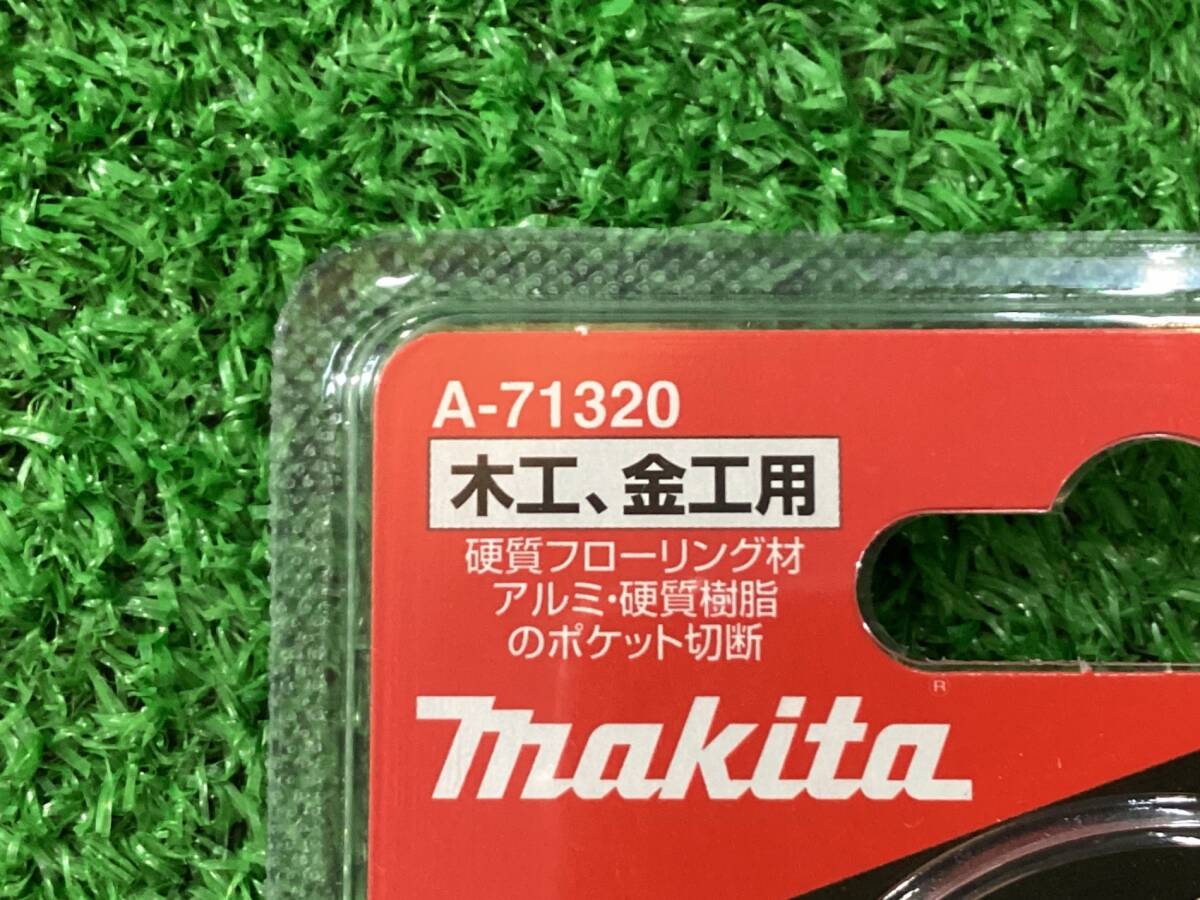 A-71320
木工、金工用
硬質フローリング材
アルミ・硬質樹脂
のポケット切断
®
makita